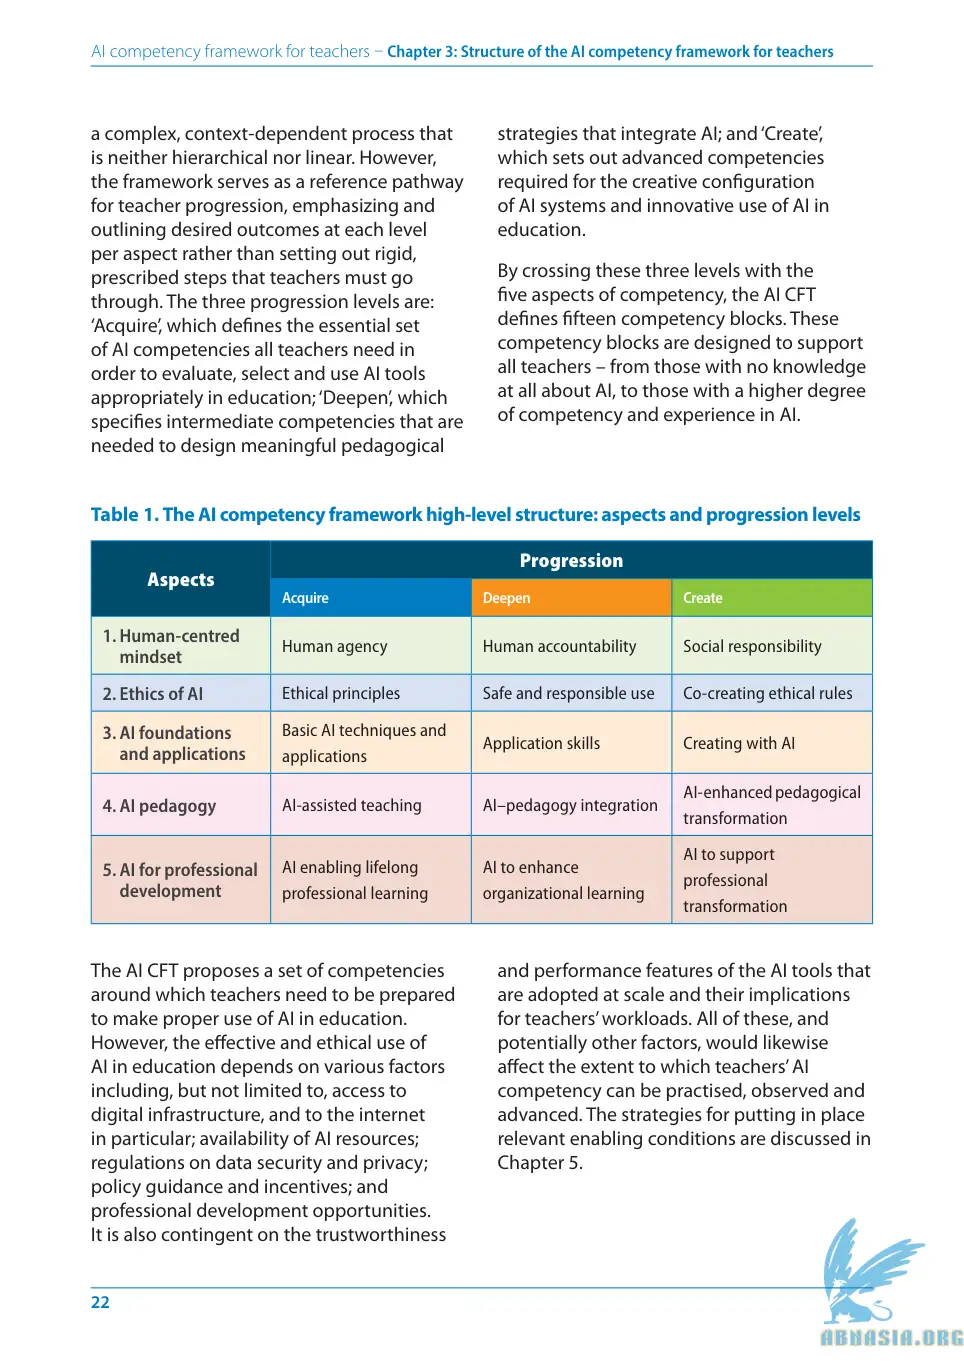 AI competency framework for teachers – Chapter 3: Structure of the AI competency framework for teachers
a complex, context-dependent process that
is neither hierarchical nor linear. However,
the framework serves as a reference pathway
for teacher progression, emphasizing and
outlining desired outcomes at each level
per aspect rather than setting out rigid,
prescribed steps that teachers must go
through. The three progression levels are:
‘Acquire’, which defines the essential set
of AI competencies all teachers need in
order to evaluate, select and use AI tools
appropriately in education; ‘Deepen’, which
specifies intermediate competencies that are
needed to design meaningful pedagogical
strategies that integrate AI; and ‘Create’,
which sets out advanced competencies
required for the creative configuration
of AI systems and innovative use of AI in
education.
By crossing these three levels with the
five aspects of competency, the AI CFT
defines fifteen competency blocks. These
competency blocks are designed to support
all teachers – from those with no knowledge
at all about AI, to those with a higher degree
of competency and experience in AI.
Table 1. The AI competency framework high-level structure: aspects and progression levels
Aspects
Progression
Acquire
Deepen
Create
1. Human-centred
mindset
Human agency
Human accountability
Social responsibility
2. Ethics of AI
Ethical principles
Safe and responsible use
Co-creating ethical rules
3. AI foundations
and applications
Basic AI techniques and
applications
Application skills
Creating with AI
4. AI pedagogy
AI-assisted teaching
AI–pedagogy integration
AI-enhanced pedagogical
transformation
5. AI for professional
development
AI enabling lifelong
professional learning
AI to enhance
organizational learning
AI to support
professional
transformation
The AI CFT proposes a set of competencies
around which teachers need to be prepared
to make proper use of AI in education.
However, the effective and ethical use of
AI in education depends on various factors
including, but not limited to, access to
digital infrastructure, and to the internet
in particular; availability of AI resources;
regulations on data security and privacy;
policy guidance and incentives; and
professional development opportunities.
It is also contingent on the trustworthiness
and performance features of the AI tools that
are adopted at scale and their implications
for teachers’ workloads. All of these, and
potentially other factors, would likewise
affect the extent to which teachers’ AI
competency can be practised, observed and
advanced. The strategies for putting in place
relevant enabling conditions are discussed in
Chapter 5.
22
ABNASIA.ORG